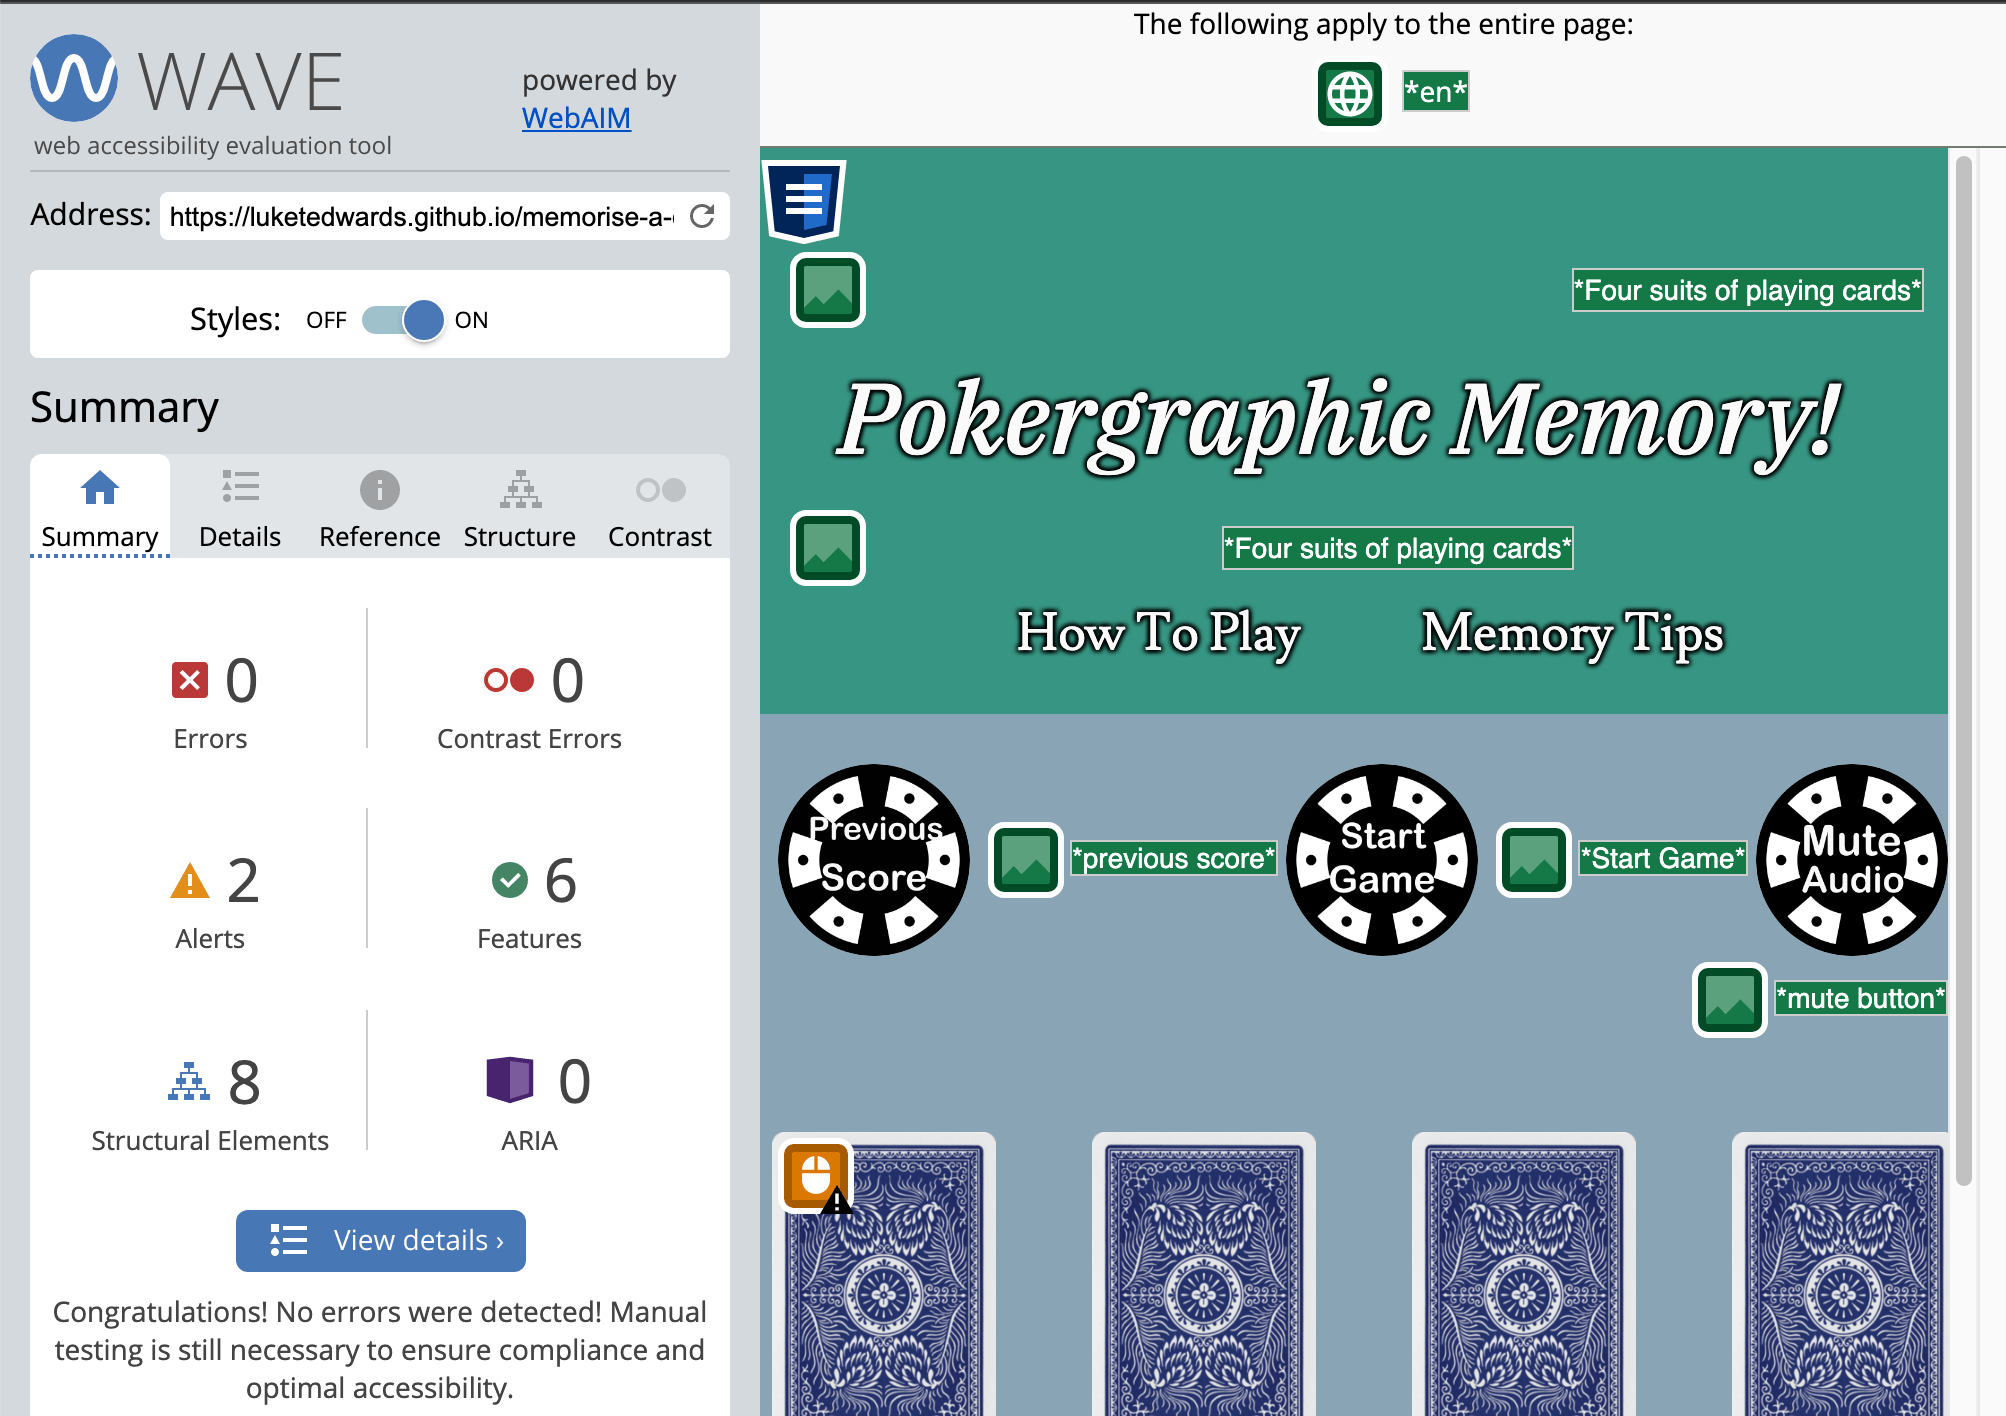 WAVE
web accessibility evaluation tool
powered by
WebAIM
Address: https://luketedwards.github.io/memorise-a-
Styles: OFF ON
Summary
Summary Details Reference Structure Contrast
0
Errors
0
Contrast Errors
2
Alerts
6
Features
8
Structural Elements
0
ARIA
View details ›
Congratulations! No errors were detected! Manual
testing is still necessary to ensure compliance and
optimal accessibility.
The following apply to the entire page:
*en*
*Four suits of playing cards*
Pokergraphic Memory!
*Four suits of playing cards*
How To Play Memory Tips
Previous
Score
*previous score*
Start
Game
*Start Game*
Mute
Audio
*mute button*